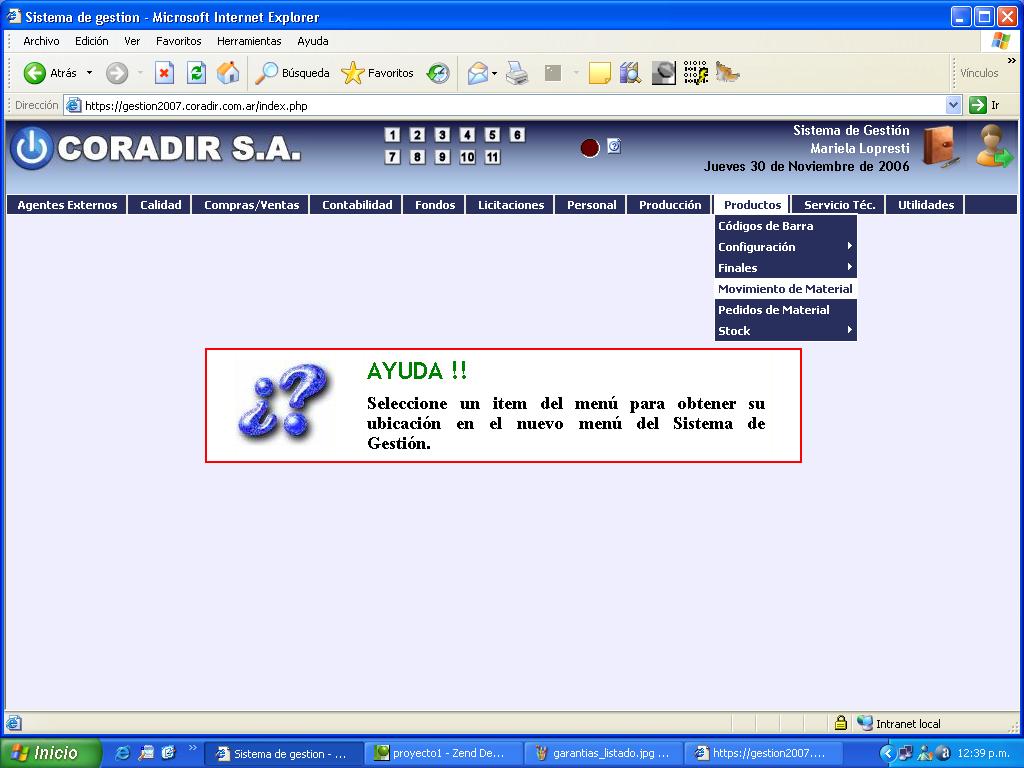 Sistema de gestion - Microsoft Internet Explorer
Archivo Edición Ver Favoritos Herramientas Ayuda
Atrás Búsqueda Favoritos Vínculos
Dirección https://gestion2007.coradir.com.ar/index.php Ir
CORADIR S.A.
1 2 3 4 5 6
7 8 9 10 11
Sistema de Gestión
Mariela Lopresti
Jueves 30 de Noviembre de 2006
Agentes Externos Calidad Compras/Ventas Contabilidad Fondos Licitaciones Personal Producción Productos Servicio Téc. Utilidades
Códigos de Barra
Configuración
Finales
Movimiento de Material
Pedidos de Material
Stock
¿?
AYUDA !!
Seleccione un item del menú para obtener su
ubicación en el nuevo menú del Sistema de
Gestión.
Intranet local
Inicio Sistema de gestion - ... proyecto1 - Zend De... garantias_listado.jpg ... https://gestion2007.... 12:39 p.m.